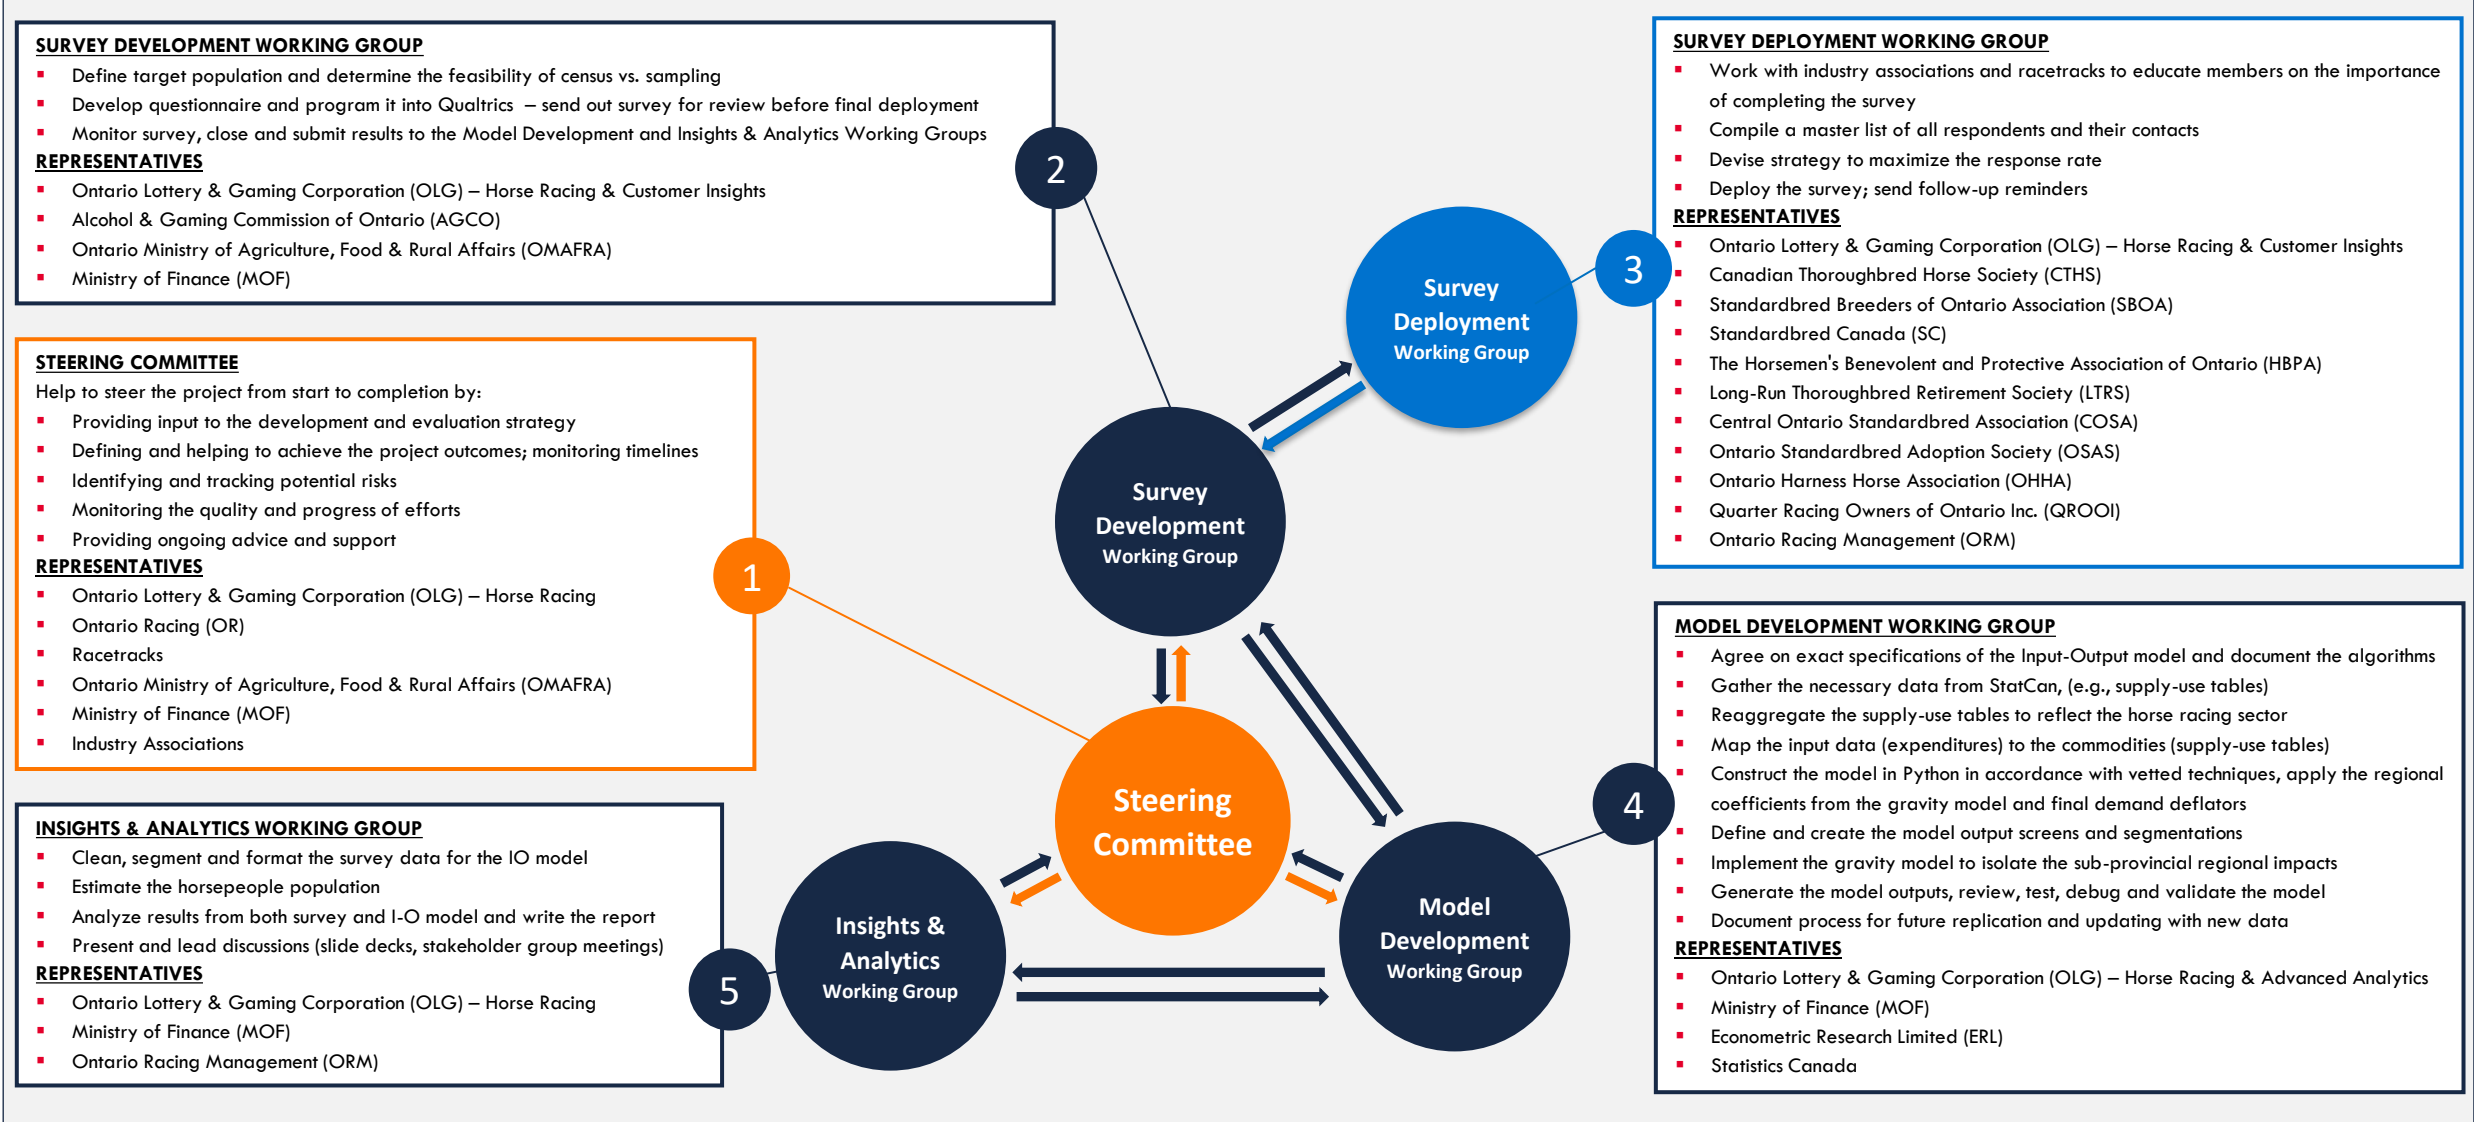 SURVEY DEVELOPMENT WORKING GROUP
Define target population and determine the feasibility of census vs. sampling
Develop questionnaire and program it into Qualtrics – send out survey for review before final deployment
Monitor survey, close and submit results to the Model Development and Insights & Analytics Working Groups
REPRESENTATIVES
Ontario Lottery & Gaming Corporation (OLG) – Horse Racing & Customer Insights
Alcohol & Gaming Commission of Ontario (AGCO)
Ontario Ministry of Agriculture, Food & Rural Affairs (OMAFRA)
Ministry of Finance (MOF)
2
STEERING COMMITTEE
Help to steer the project from start to completion by:
Providing input to the development and evaluation strategy
Defining and helping to achieve the project outcomes; monitoring timelines
Identifying and tracking potential risks
Monitoring the quality and progress of efforts
Providing ongoing advice and support
REPRESENTATIVES
Ontario Lottery & Gaming Corporation (OLG) – Horse Racing
Ontario Racing (OR)
Racetracks
Ontario Ministry of Agriculture, Food & Rural Affairs (OMAFRA)
Ministry of Finance (MOF)
Industry Associations
1
INSIGHTS & ANALYTICS WORKING GROUP
Clean, segment and format the survey data for the IO model
Estimate the horsepeople population
Analyze results from both survey and I-O model and write the report
Present and lead discussions (slide decks, stakeholder group meetings)
REPRESENTATIVES
Ontario Lottery & Gaming Corporation (OLG) – Horse Racing
Ministry of Finance (MOF)
Ontario Racing Management (ORM)
5
Survey
Deployment
Working Group
Survey
Development
Working Group
Steering
Committee
Insights &
Analytics
Working Group
Model
Development
Working Group
3
SURVEY DEPLOYMENT WORKING GROUP
Work with industry associations and racetracks to educate members on the importance
of completing the survey
Compile a master list of all respondents and their contacts
Devise strategy to maximize the response rate
Deploy the survey; send follow-up reminders
REPRESENTATIVES
Ontario Lottery & Gaming Corporation (OLG) – Horse Racing & Customer Insights
Canadian Thoroughbred Horse Society (CTHS)
Standardbred Breeders of Ontario Association (SBOA)
Standardbred Canada (SC)
The Horsemen's Benevolent and Protective Association of Ontario (HBPA)
Long-Run Thoroughbred Retirement Society (LTRS)
Central Ontario Standardbred Association (COSA)
Ontario Standardbred Adoption Society (OSAS)
Ontario Harness Horse Association (OHHA)
Quarter Racing Owners of Ontario Inc. (QROOI)
Ontario Racing Management (ORM)
4
MODEL DEVELOPMENT WORKING GROUP
Agree on exact specifications of the Input-Output model and document the algorithms
Gather the necessary data from StatCan, (e.g., supply-use tables)
Reaggregate the supply-use tables to reflect the horse racing sector
Map the input data (expenditures) to the commodities (supply-use tables)
Construct the model in Python in accordance with vetted techniques, apply the regional
coefficients from the gravity model and final demand deflators
Define and create the model output screens and segmentations
Implement the gravity model to isolate the sub-provincial regional impacts
Generate the model outputs, review, test, debug and validate the model
Document process for future replication and updating with new data
REPRESENTATIVES
Ontario Lottery & Gaming Corporation (OLG) – Horse Racing & Advanced Analytics
Ministry of Finance (MOF)
Econometric Research Limited (ERL)
Statistics Canada